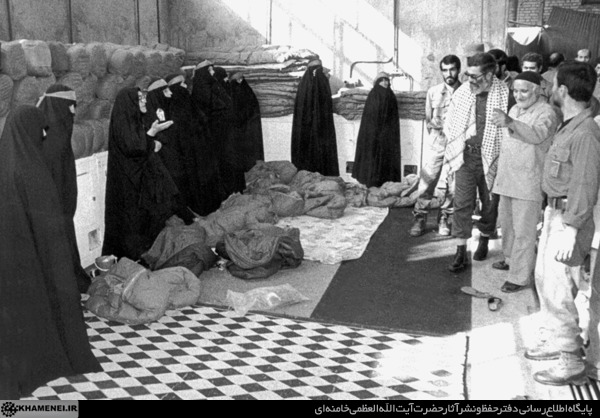 KHAMENEI.IR
پایگاه اطلاع رسانی دفتر حفظ و نشر آثار حضرت آیت الله العظمی خامنه‌ای